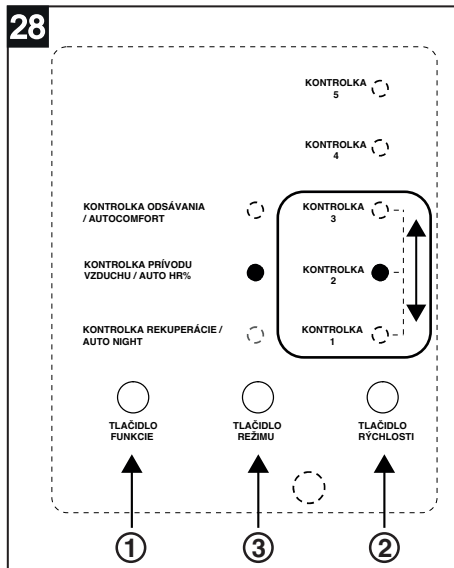 28
KONTROLKA
5
KONTROLKA
4
KONTROLKA ODSÁVANIA
/ AUTOCOMFORT
KONTROLKA
3
KONTROLKA PRÍVODU
VZDUCHU / AUTO HR%
KONTROLKA
2
KONTROLKA REKUPERÁCIE /
AUTO NIGHT
KONTROLKA
1
TLAČIDLO
FUNKCIE
TLAČIDLO
REŽIMU
TLAČIDLO
RÝCHLOSTI
1
3
2